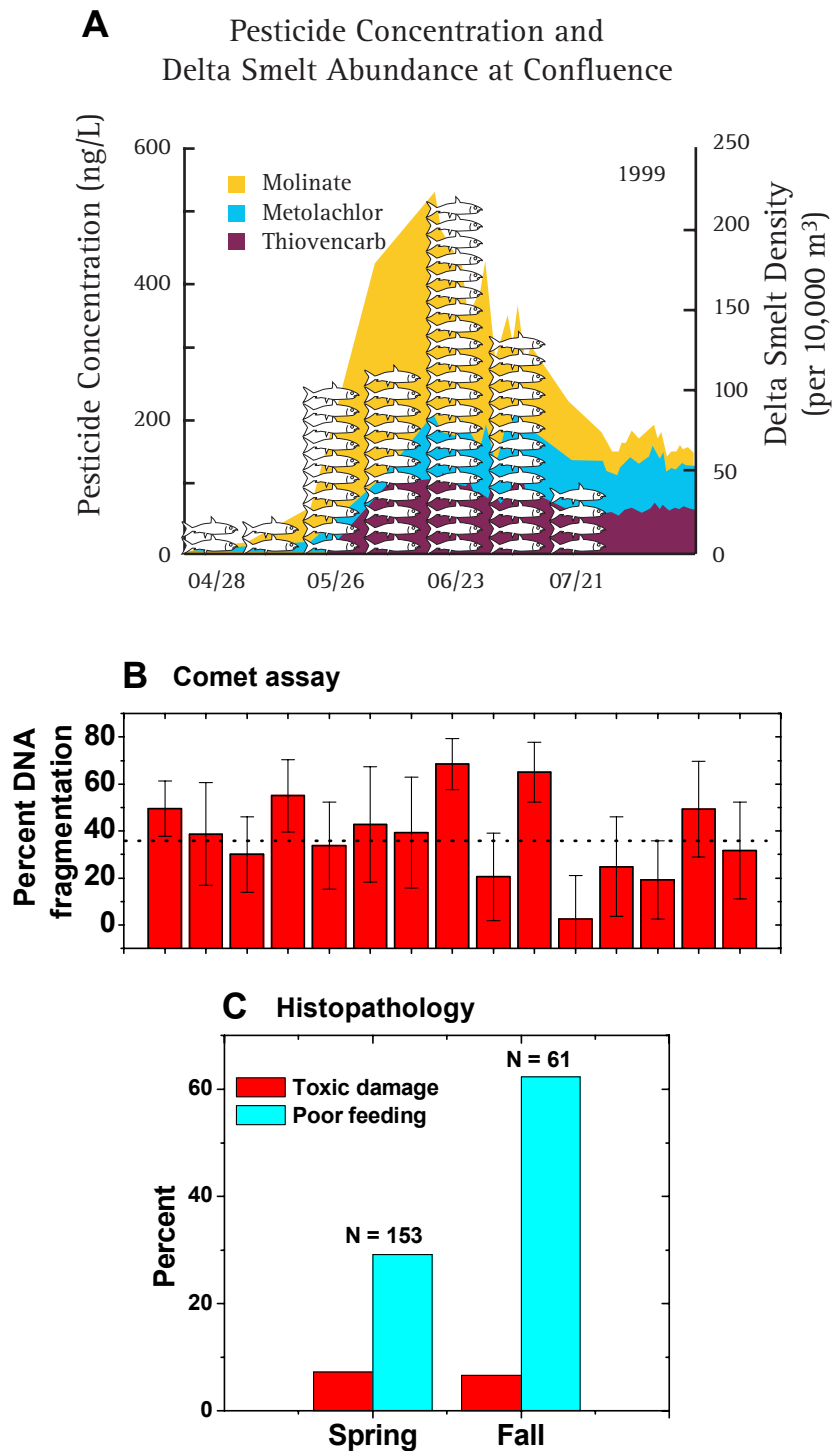 A
Pesticide Concentration and
Delta Smelt Abundance at Confluence
Pesticide Concentration (ng/L)
600
400
200
0
Molinate
Metolachlor
Thiovencarb
1999
250
200
150
100
50
0
Delta Smelt Density
(per 10,000 m³)
04/28 05/26 06/23 07/21
B Comet assay
Percent DNA
fragmentation
80
60
40
20
0
C Histopathology
Percent
60
40
20
0
Toxic damage
Poor feeding
N = 153
N = 61
Spring Fall